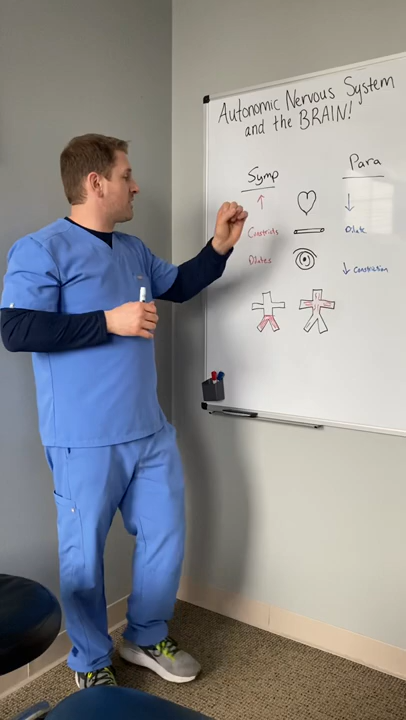 Autonomic Nervous System
and the BRAIN!
Symp Para
↑ ↓
Constricts Dilate
Dilates ↓ Constriction